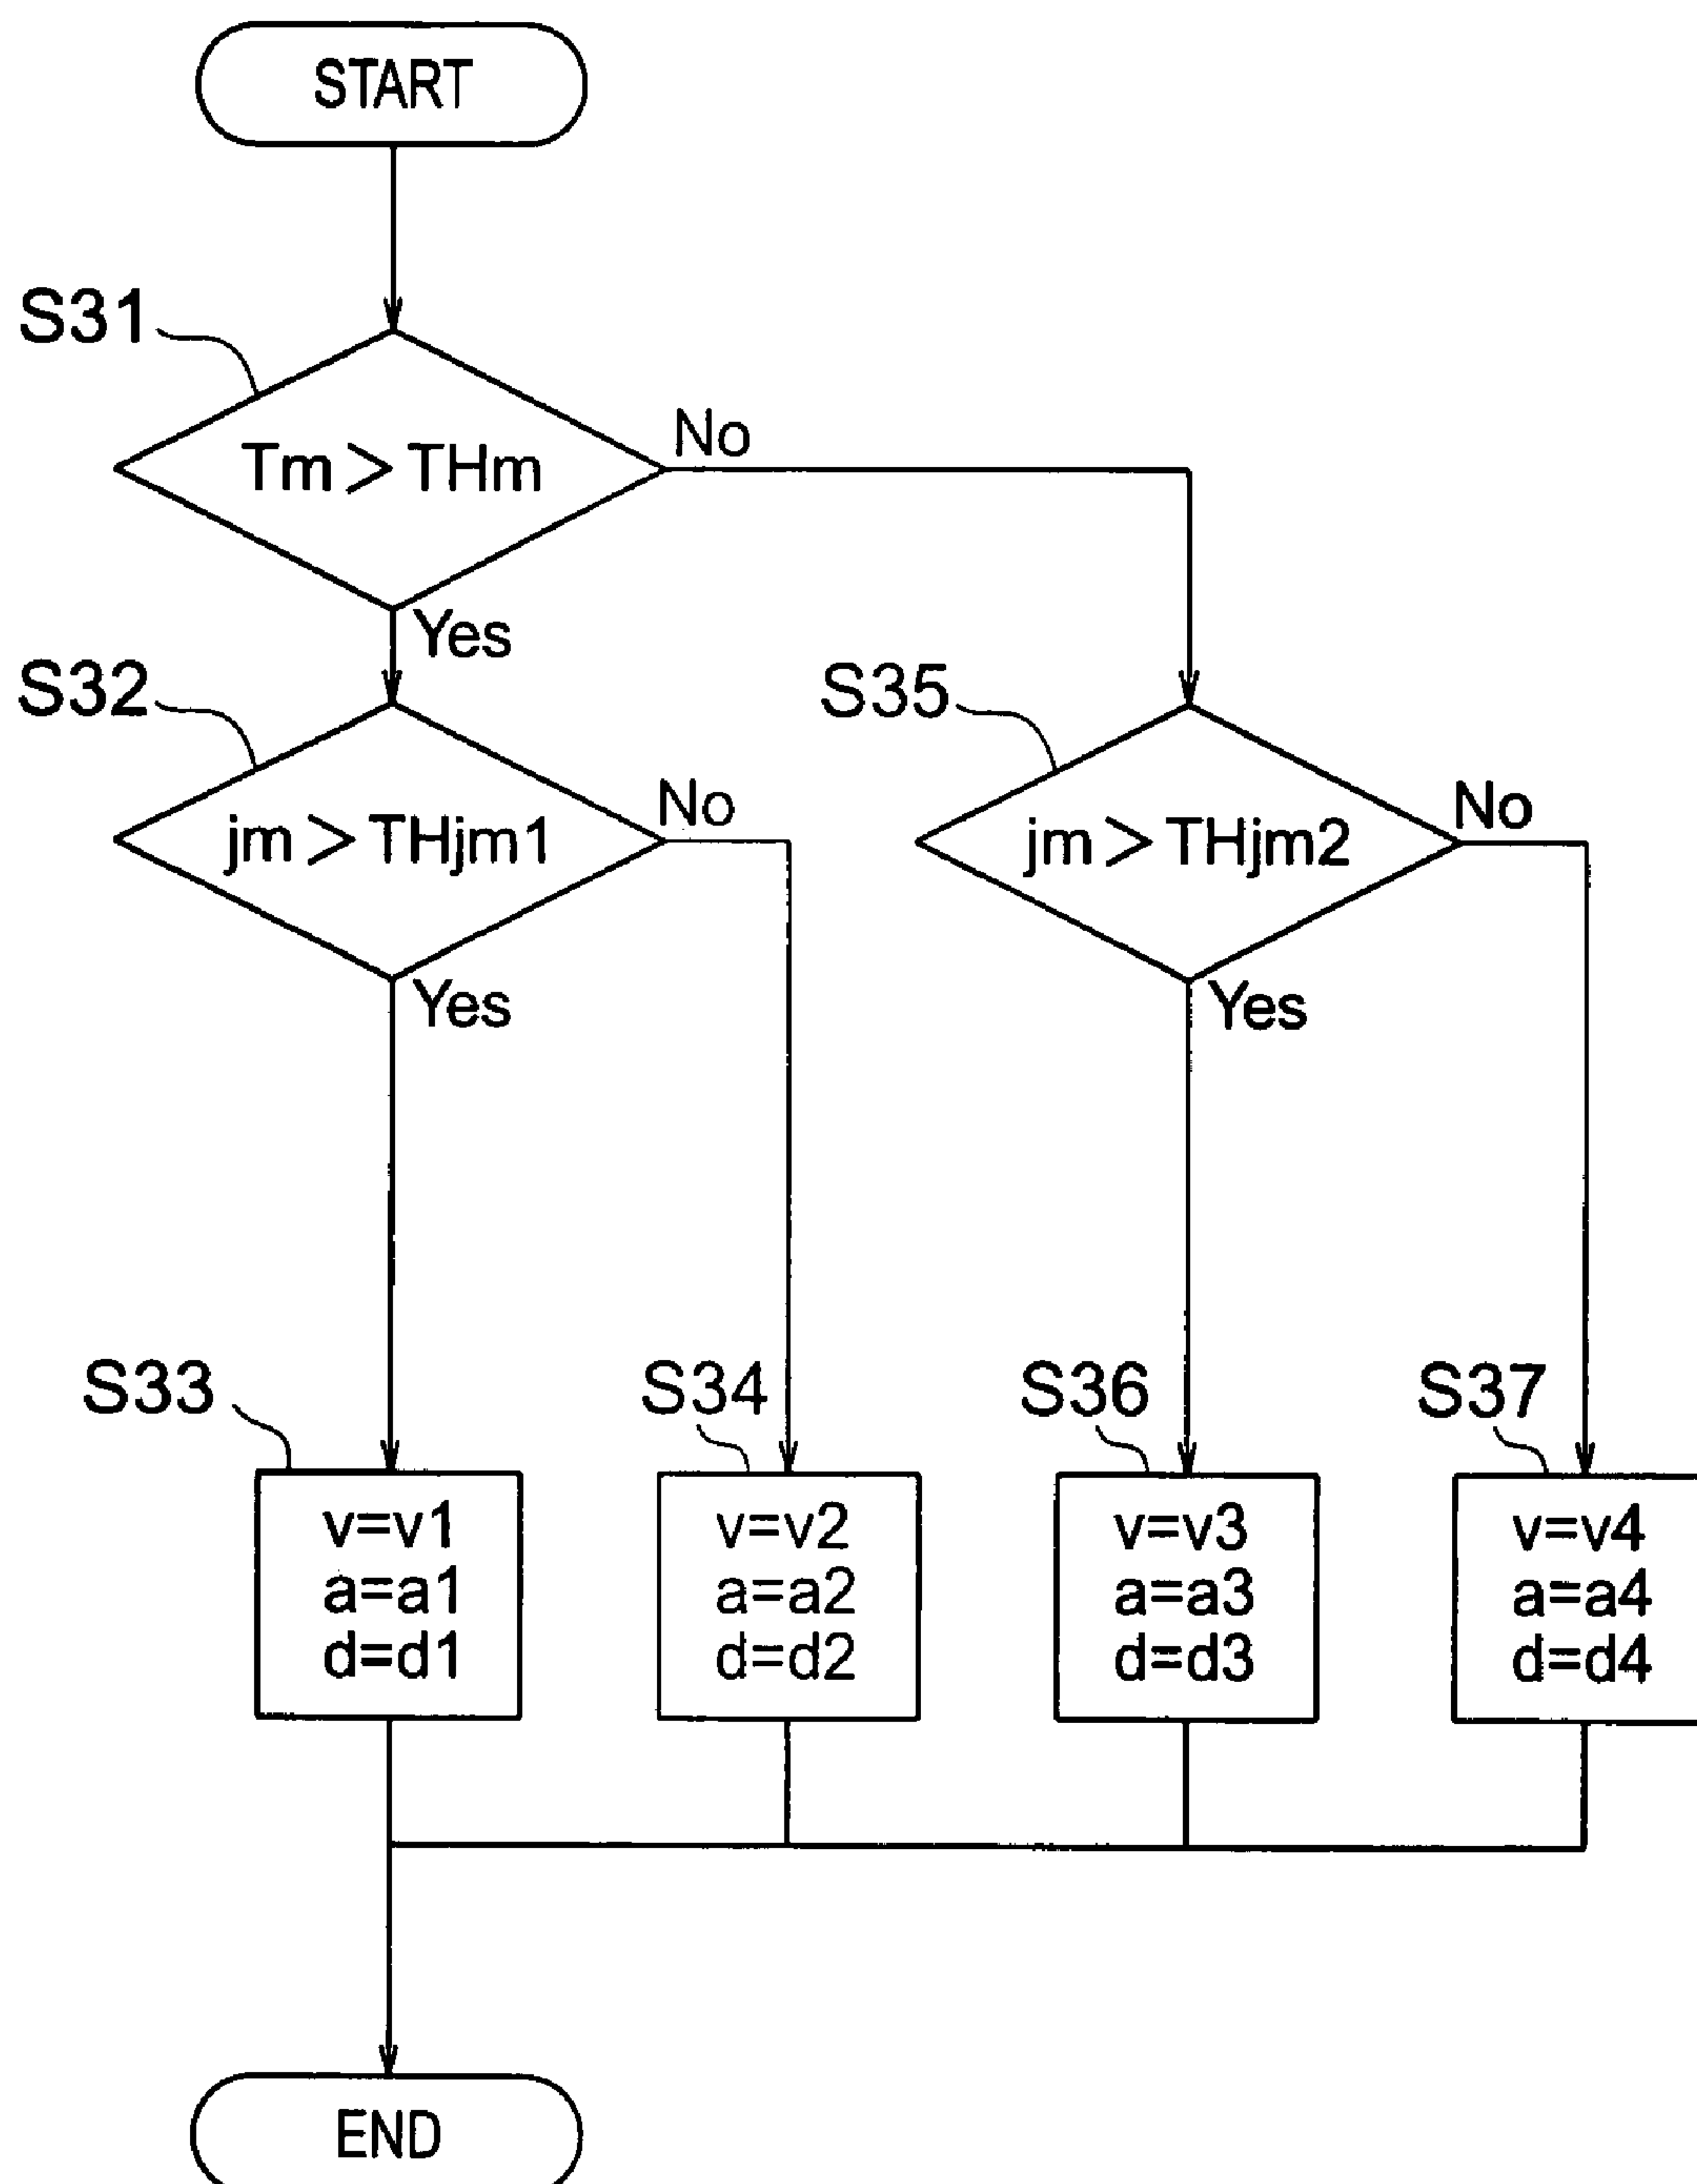 START
S31
Tm > THm
No
Yes
S32
jm > THjm1
No
Yes
S35
jm > THjm2
No
Yes
S33
v=v1
a=a1
d=d1
S34
v=v2
a=a2
d=d2
S36
v=v3
a=a3
d=d3
S37
v=v4
a=a4
d=d4
END